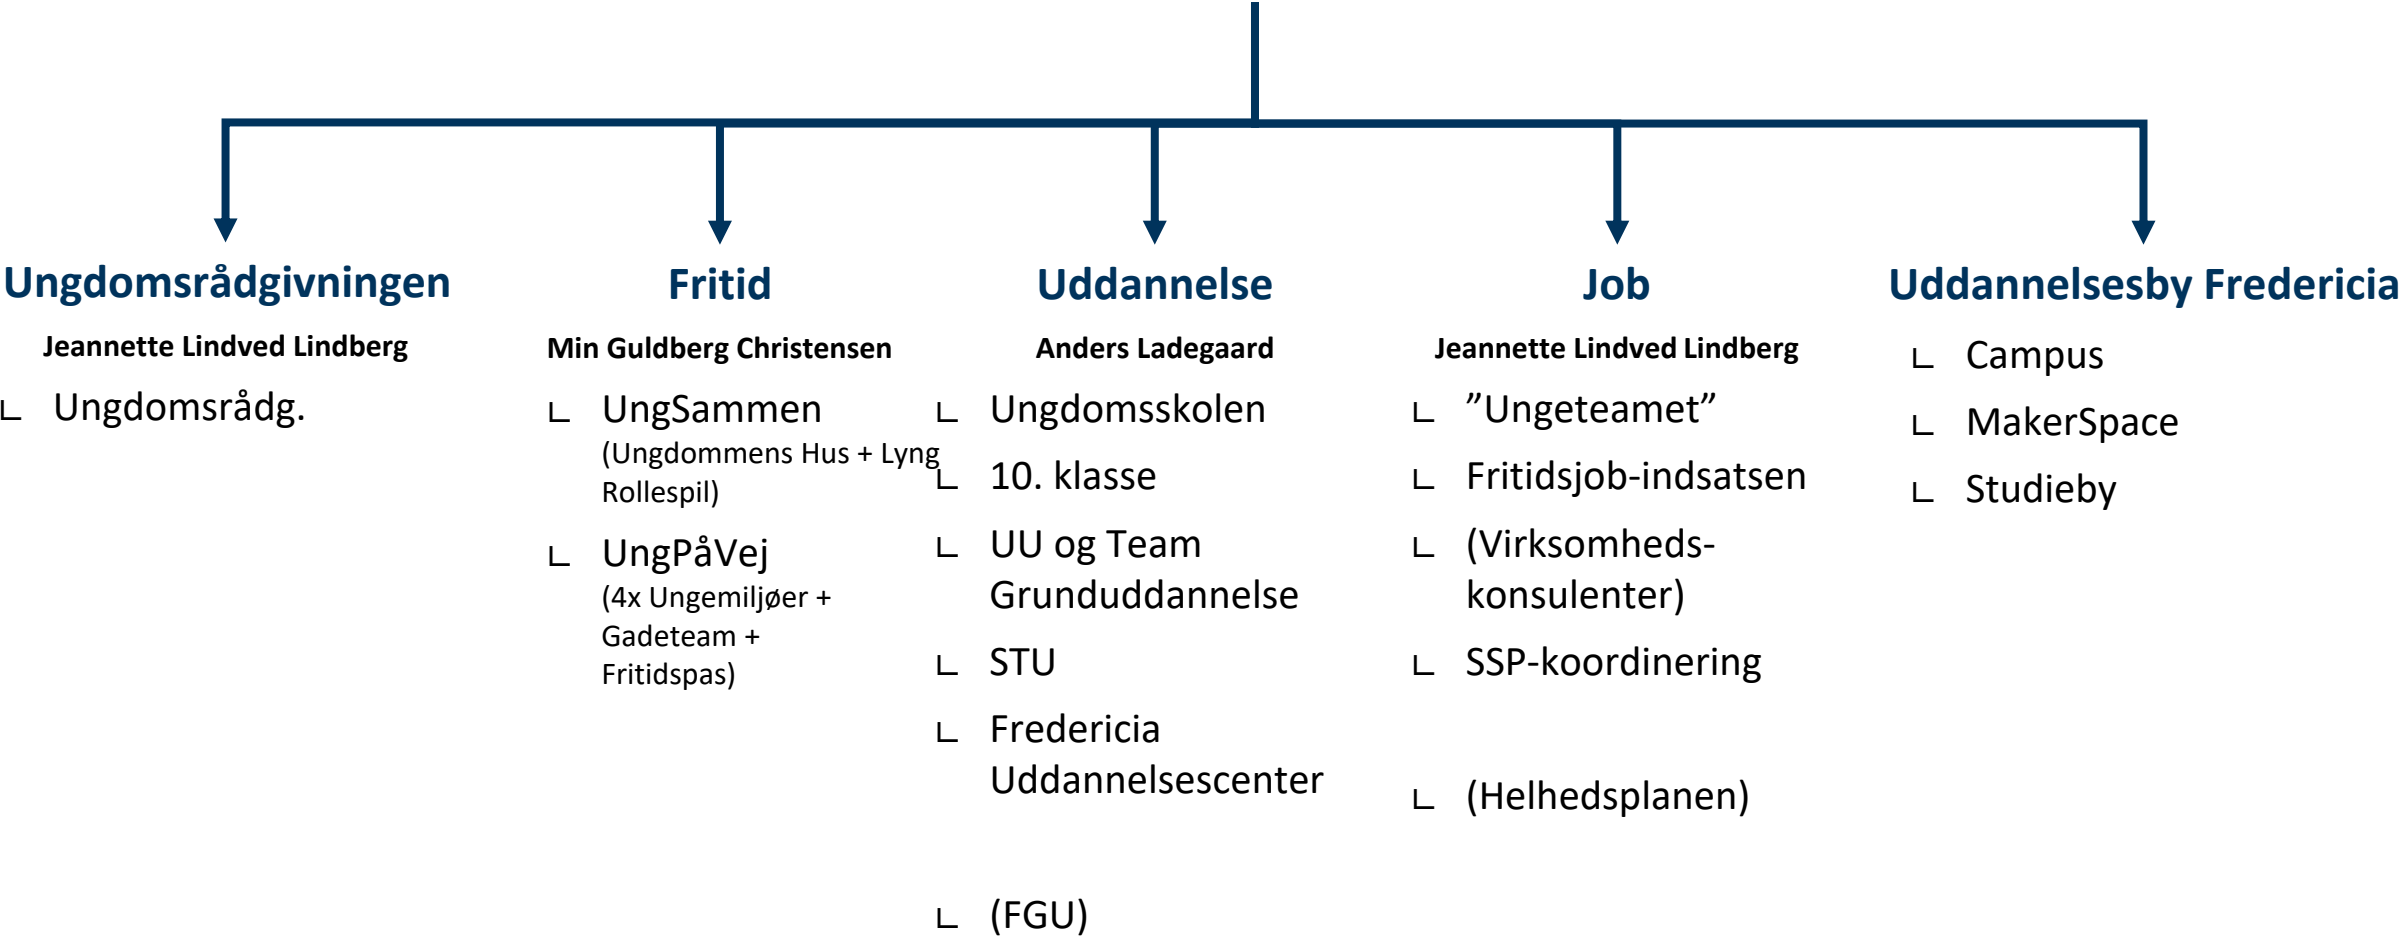 Ungdomsrådgivningen
Jeannette Lindved Lindberg
Ungdomsrådg.
Fritid
Min Guldberg Christensen
UngSammen
(Ungdommens Hus + Lyng
Rollespil)
UngPåVej
(4x Ungemiljøer +
Gadeteam +
Fritidspas)
Uddannelse
Anders Ladegaard
Ungdomsskolen
10. klasse
UU og Team
Grunduddannelse
STU
Fredericia
Uddannelsescenter
(FGU)
Job
Jeannette Lindved Lindberg
”Ungeteamet”
Fritidsjob-indsatsen
(Virksomheds-
konsulenter)
SSP-koordinering
(Helhedsplanen)
Uddannelsesby Fredericia
Campus
MakerSpace
Studieby